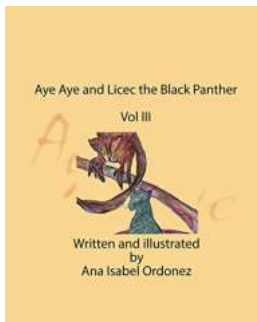 Aye Aye and Licec the Black Panther
Vol III
Written and illustrated
by
Ana Isabel Ordonez